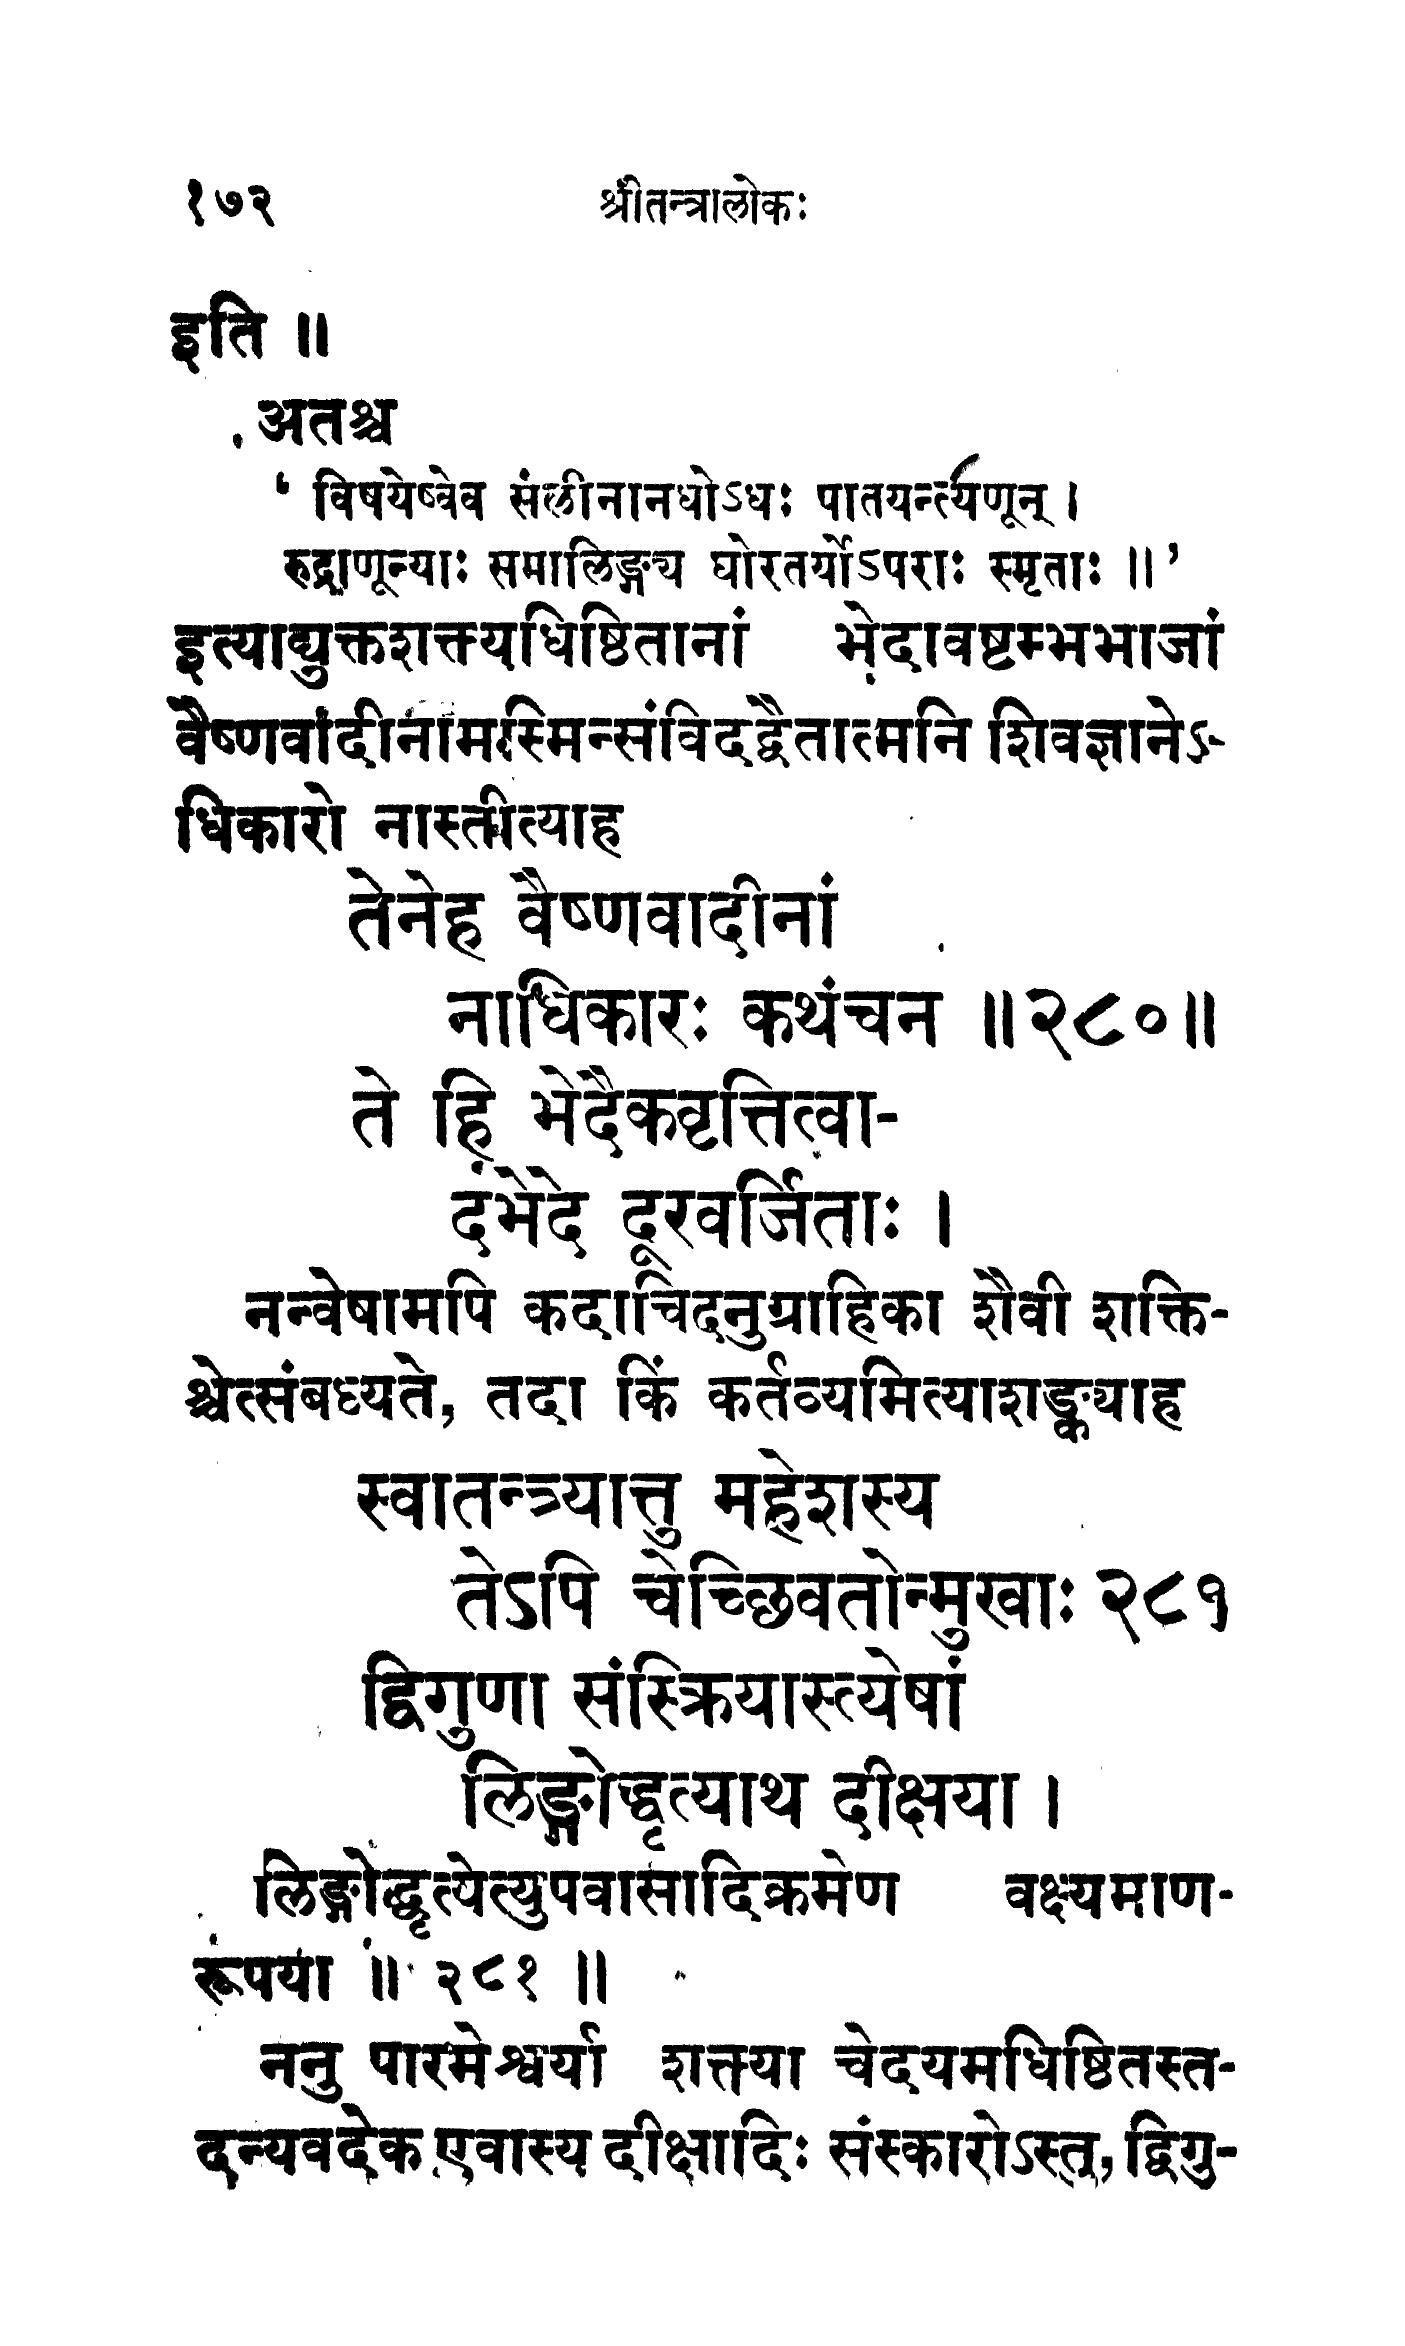 १७२ श्रीतन्त्रालोकः
इति ॥
अतश्च
‘ विषयेष्वेव संलीनानधोऽधः पातयन्त्यणून् ।
रुद्राणून्याः समालिङ्ग्य घोरतर्योऽपराः स्मृताः ॥ ’
इत्याद्युक्तशक्त्यधिष्ठितानां भेदावष्टम्भभाजां
वैष्णवादीनामस्मिन्संविदद्वैतात्मनि शिवज्ञानेऽ-
धिकारो नास्तीत्याह
तेनेह वैष्णवादीनां
नाधिकारः कथंचन ॥२८०॥
ते हि भेदैकवृत्तित्वा-
दभेदे दूरवर्जिताः ।
नन्वेषामपि कदाचिदनुग्राहिका शैवी शक्ति-
श्चेत्संबध्यते, तदा किं कर्तव्यमित्याशङ्क्याह
स्वातन्त्र्यात्तु महेशस्य
तेऽपि चेच्छिवतोन्मुखाः २८१
द्विगुणा संस्क्रियास्त्येषां
लिङ्गोद्धृत्याथ दीक्षया ।
लिङ्गोद्धृत्येत्युपवासादिक्रमेण वक्ष्यमाण-
रूपया ॥ २८१ ॥
ननु पारमेश्वर्या शक्त्या चेदयमधिष्ठितस्त-
दन्यवदेक एवास्य दीक्षादिः संस्कारोऽस्तु, द्विगु-